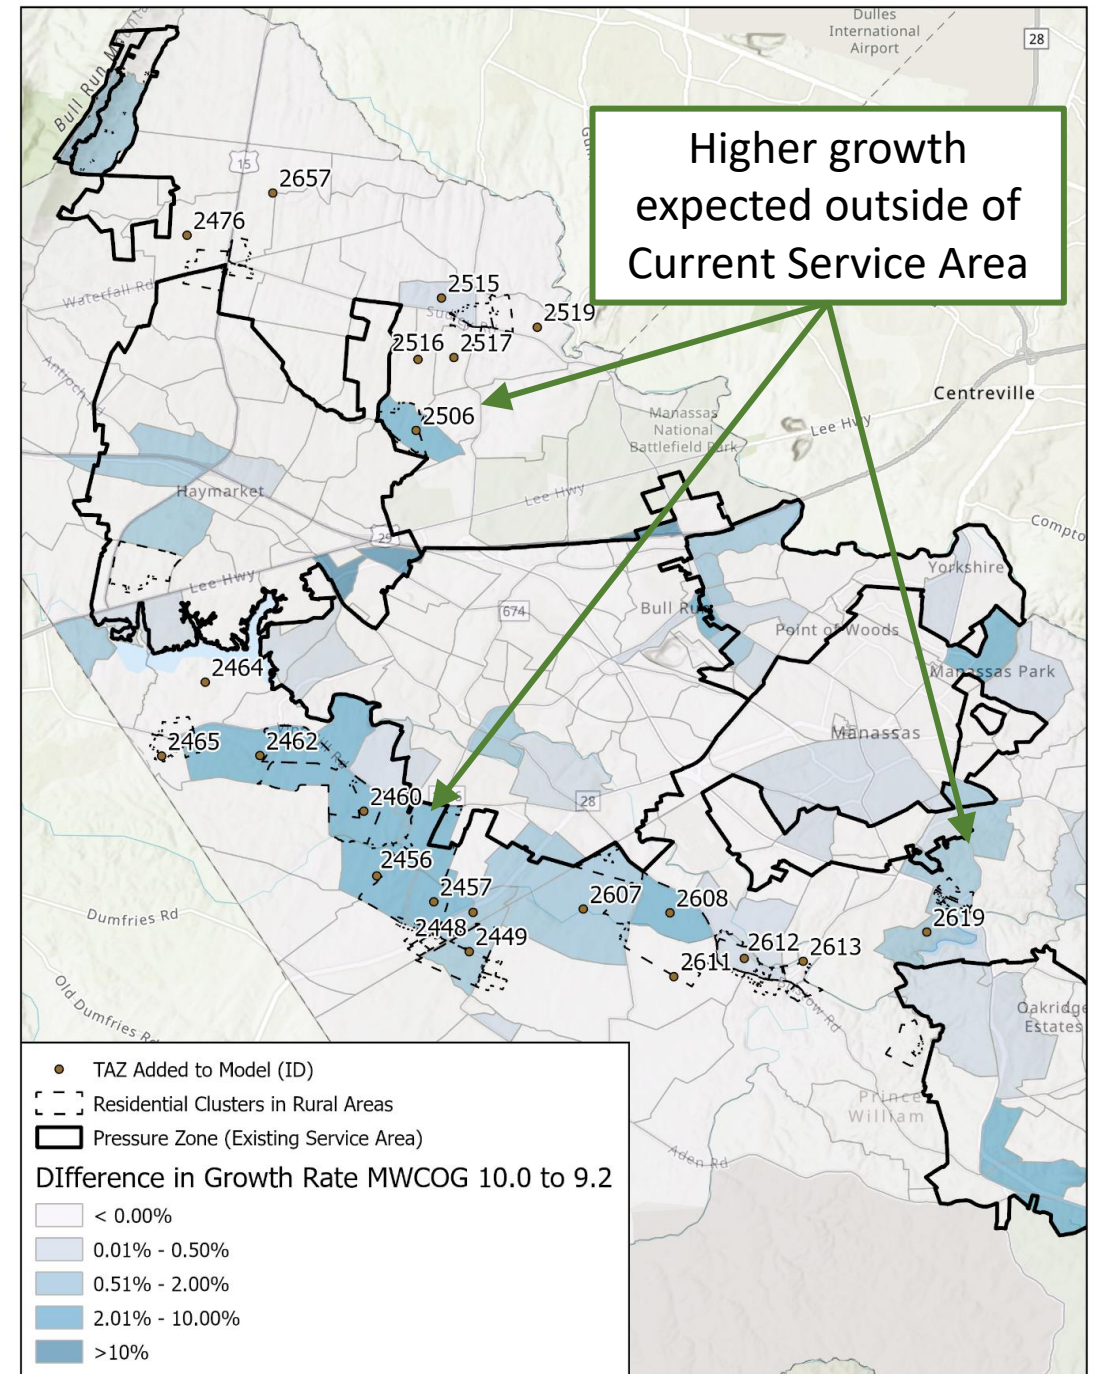 Dulles
International
Airport
28
Bull Run Mountain
Higher growth
expected outside of
Current Service Area
15
2657
2476
Waterfall Rd
2515
2519
2516
2517
Antioch Rd
2506
Manassas
National
Battlefield Park
Centreville
Lee Hwy
Haymarket
Lee Hwy
29
Yorkshire
Lee Hwy
674
Bull Run
Point of Woods
Manassas Park
2464
2465
2462
Manassas
2460
28
2456
2457
2607
2608
2448
2449
2619
2612
2613
2611
Dumfries Rd
Old Dumfries Rd
Oakridge
Estates
Prince
William
Aden Rd
TAZ Added to Model (ID)
Residential Clusters in Rural Areas
Pressure Zone (Existing Service Area)
DIfference in Growth Rate MWCOG 10.0 to 9.2
< 0.00%
0.01% - 0.50%
0.51% - 2.00%
2.01% - 10.00%
>10%